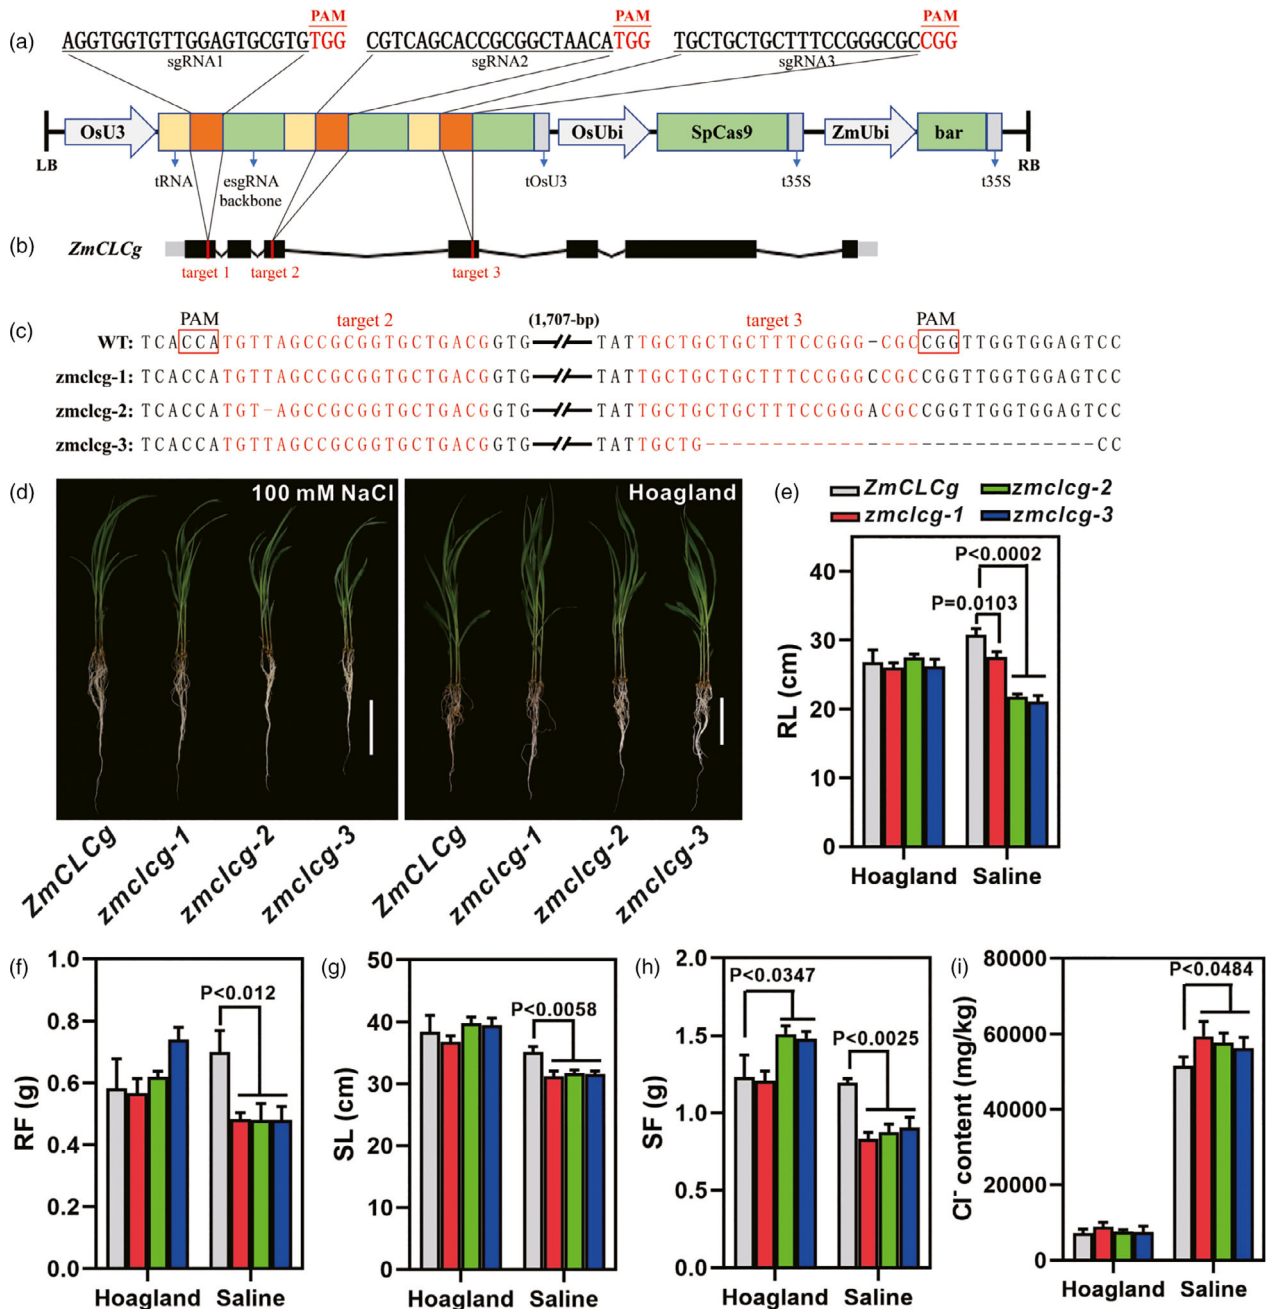 (a)
PAM PAM PAM
AGGTGGTGTTGGAGTGCGTGTGG CGTCAGCACCGCGGCTAACATGG TGCTGCTGCTTTCCGGGCGCCGG
sgRNA1 sgRNA2 sgRNA3
OsU3 OsUbi SpCas9 ZmUbi bar
LB RB
tRNA esgRNA backbone tOsU3 t35S t35S
(b) ZmCLCg
target 1 target 2 target 3
(c) PAM target 2 (1,707-bp) target 3 PAM
WT: TCACCATGTTAGCCGCGGTGCTGACGGTG TATTGCTGCTGCTTTCCGGG-CGCCGGTTGGTGGAGTCC
zmclcg-1: TCACCATGTTAGCCGCGGTGCTGACGGTG TATTGCTGCTGCTTTCCGGGCCGCCGGTTGGTGGAGTCC
zmclcg-2: TCACCATGT-AGCCGCGGTGCTGACGGTG TATTGCTGCTGCTTTCCGGGACGCCGGTTGGTGGAGTCC
zmclcg-3: TCACCATGTTAGCCGCGGTGCTGACGGTG TATTGCTG-------------------------------CC
(d) 100 mM NaCl Hoagland
ZmCLCg zmclcg-1 zmclcg-2 zmclcg-3 ZmCLCg zmclcg-1 zmclcg-2 zmclcg-3
(e) ZmCLCg zmclcg-2
zmclcg-1 zmclcg-3
P<0.0002
P=0.0103
RL (cm)
40
30
20
10
0
Hoagland Saline
(f)
RF (g)
1.0
0.8
0.6
0.4
0.2
0.0
P<0.012
Hoagland Saline
(g)
SL (cm)
50
40
30
20
10
0
P<0.0058
Hoagland Saline
(h)
SF (g)
2.0
1.5
1.0
0.5
0.0
P<0.0347
P<0.0025
Hoagland Saline
(i)
Cl⁻ content (mg/kg)
80000
60000
40000
20000
0
P<0.0484
Hoagland Saline